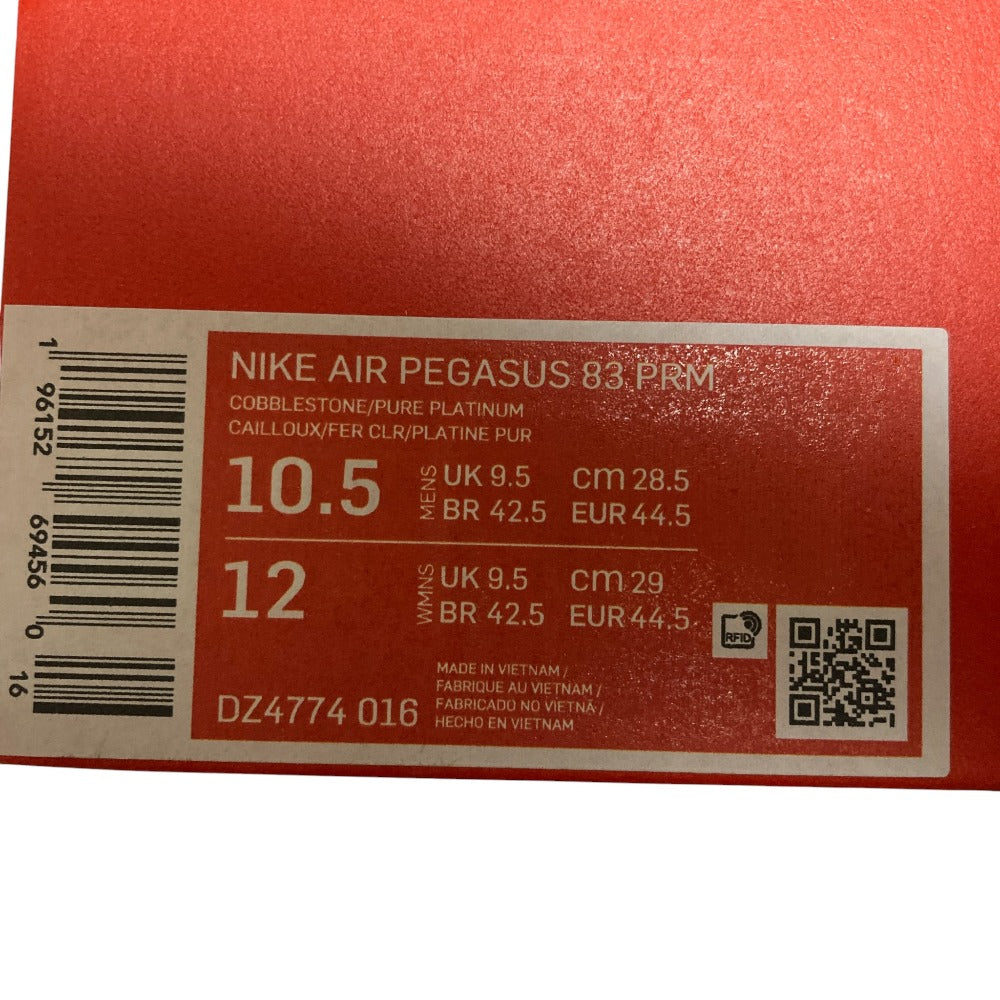 NIKE AIR PEGASUS 83 PRM
COBBLESTONE/PURE PLATINUM
CAILLOUX/FER CLR/PLATINE PUR
10.5 MENS UK 9.5 cm 28.5
BR 42.5 EUR 44.5
12 WMNS UK 9.5 cm 29
BR 42.5 EUR 44.5
RFID
DZ4774 016
MADE IN VIETNAM /
FABRIQUE AU VIETNAM /
FABRICADO NO VIETNÃ /
HECHO EN VIETNAM
1 96152 69456 0
16